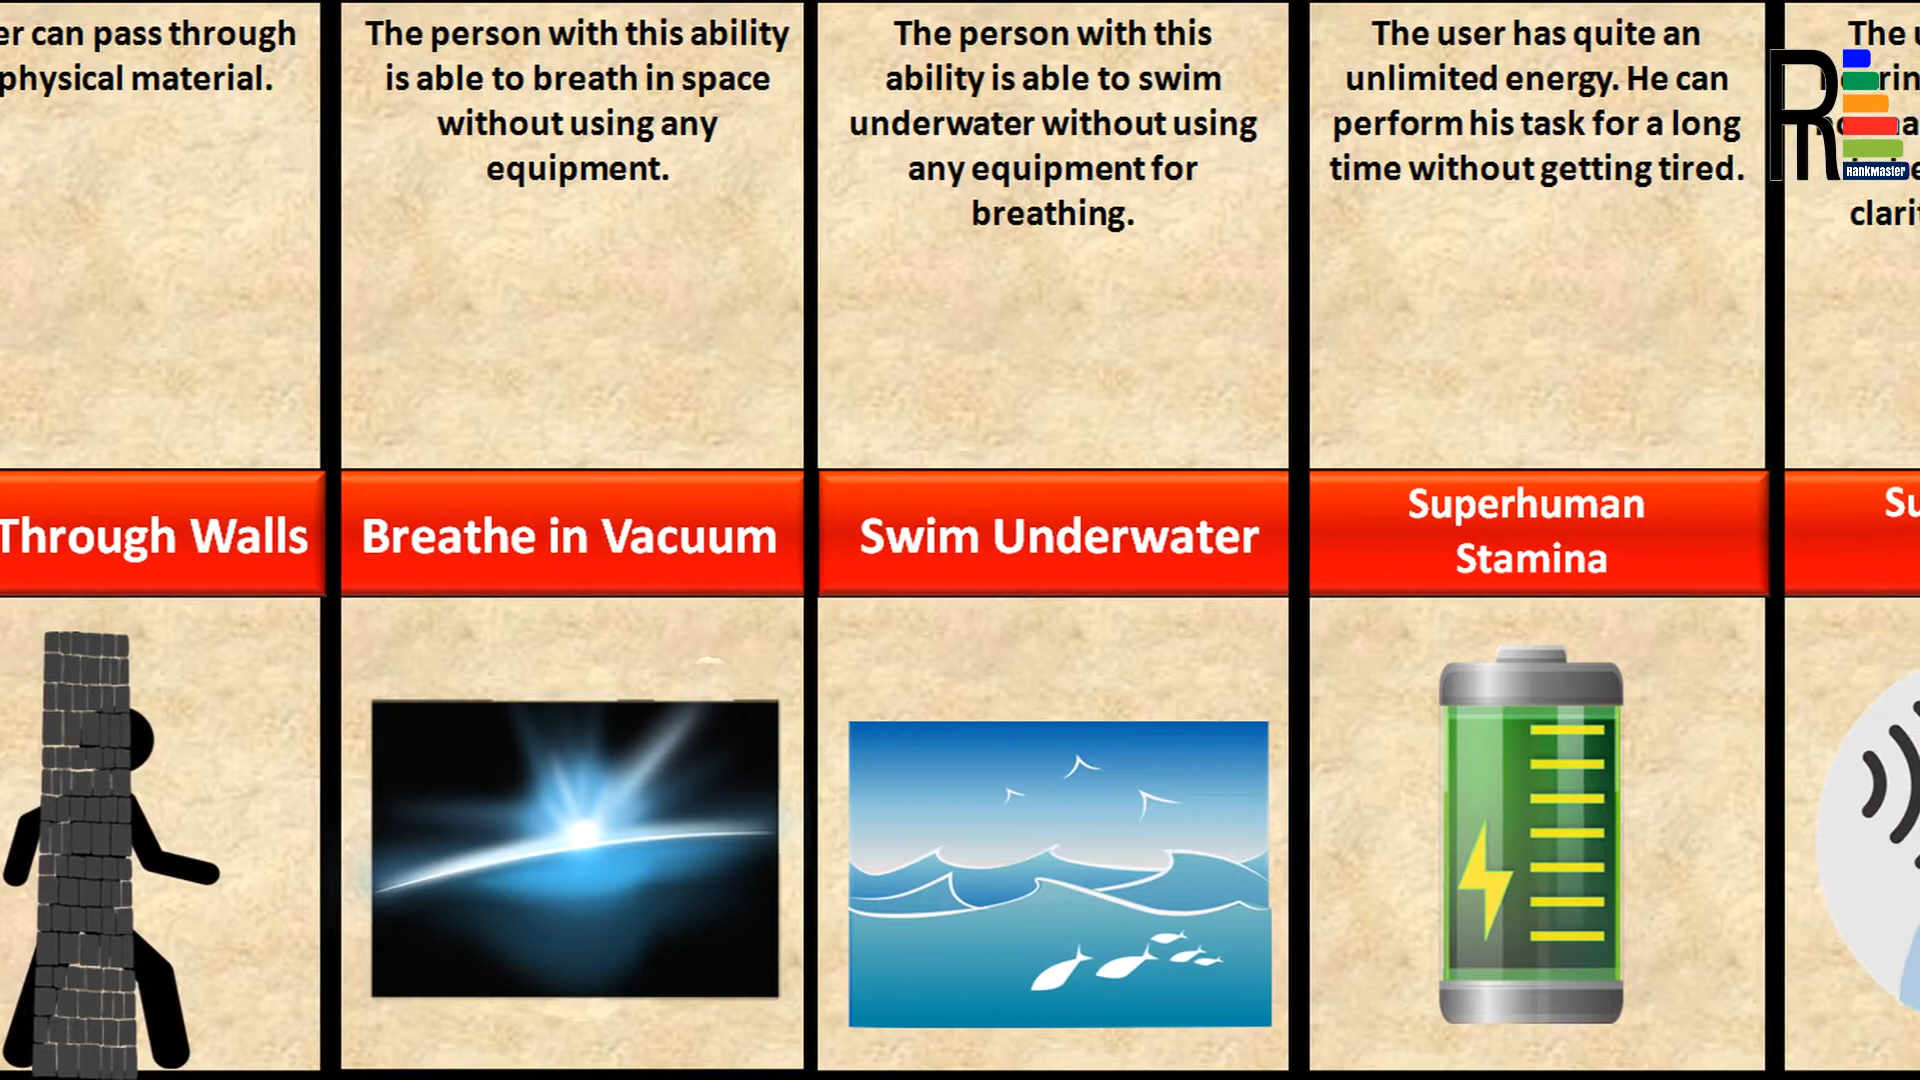 er can pass through
physical material.
Through Walls
The person with this ability
is able to breath in space
without using any
equipment.
Breathe in Vacuum
The person with this
ability is able to swim
underwater without using
any equipment for
breathing.
Swim Underwater
The user has quite an
unlimited energy. He can
perform his task for a long
time without getting tired.
Superhuman
Stamina
The
RankMaster